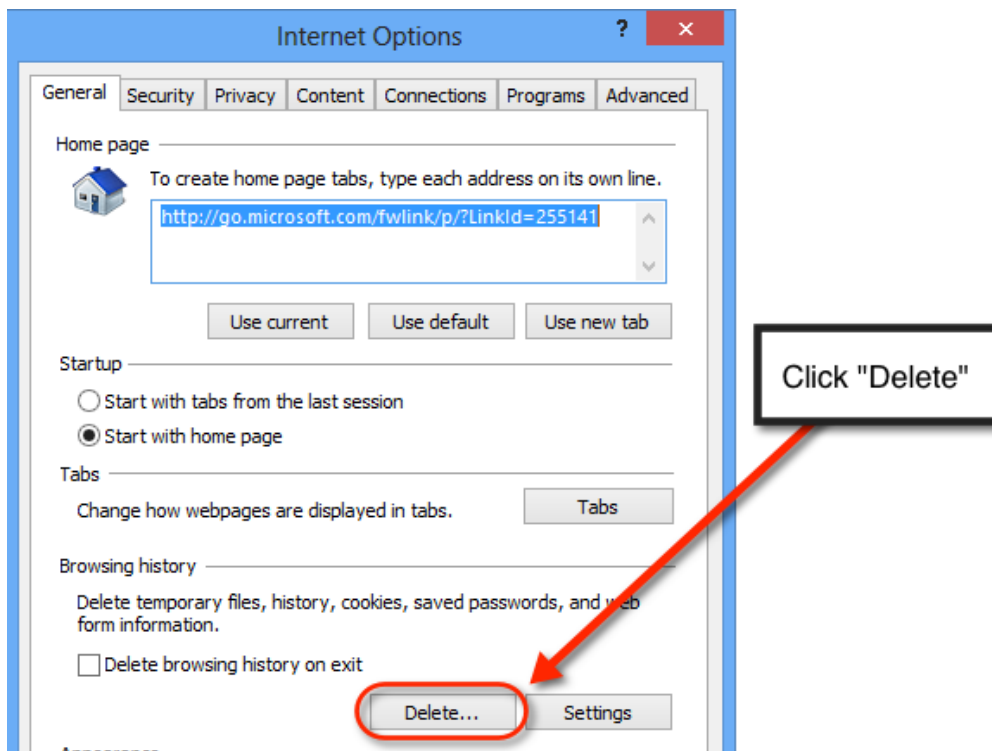 Internet Options
?
General Security Privacy Content Connections Programs Advanced
Home page
To create home page tabs, type each address on its own line.
http://go.microsoft.com/fwlink/p/?LinkId=255141
Use current Use default Use new tab
Startup
Start with tabs from the last session
Start with home page
Tabs
Change how webpages are displayed in tabs.
Tabs
Browsing history
Delete temporary files, history, cookies, saved passwords, and web
form information.
Delete browsing history on exit
Delete... Settings
Click "Delete"